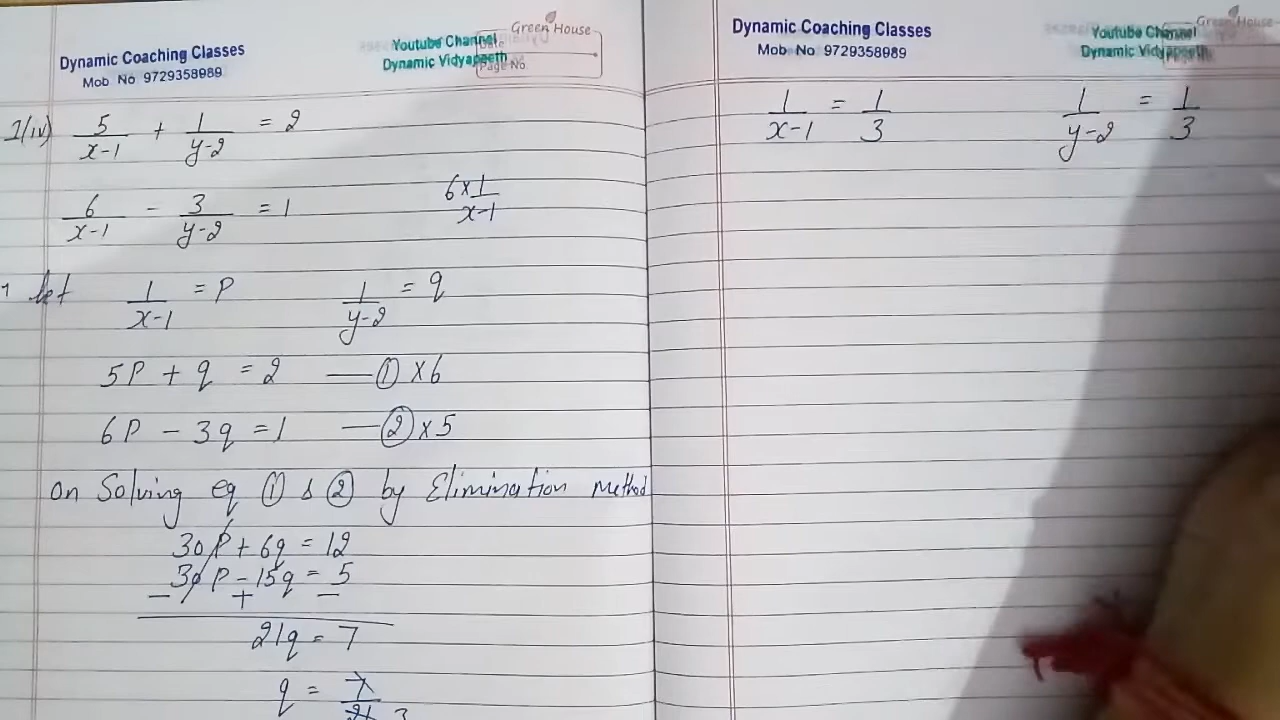 Dynamic Coaching Classes
Mob No 9729358989
Youtube Channel
Dynamic Vidyapeeth
Green House
Date
Page No.
1(iv) 5/(x-1) + 1/(y-2) = 2
6/(x-1) - 3/(y-2) = 1
6×1/(x-1)
let 1/(x-1) = P 1/(y-2) = q
5P + q = 2 — ① ×6
6P - 3q = 1 — ② ×5
on Solving eq ① & ② by Elimination Method
30P + 6q = 12
30P - 15q = 5
- + -
21q = 7
q = 7/21 3
Dynamic Coaching Classes
Mob No 9729358989
Youtube Channel
Dynamic Vidyapeeth
Green House
1/(x-1) = 1/3 1/(y-2) = 1/3